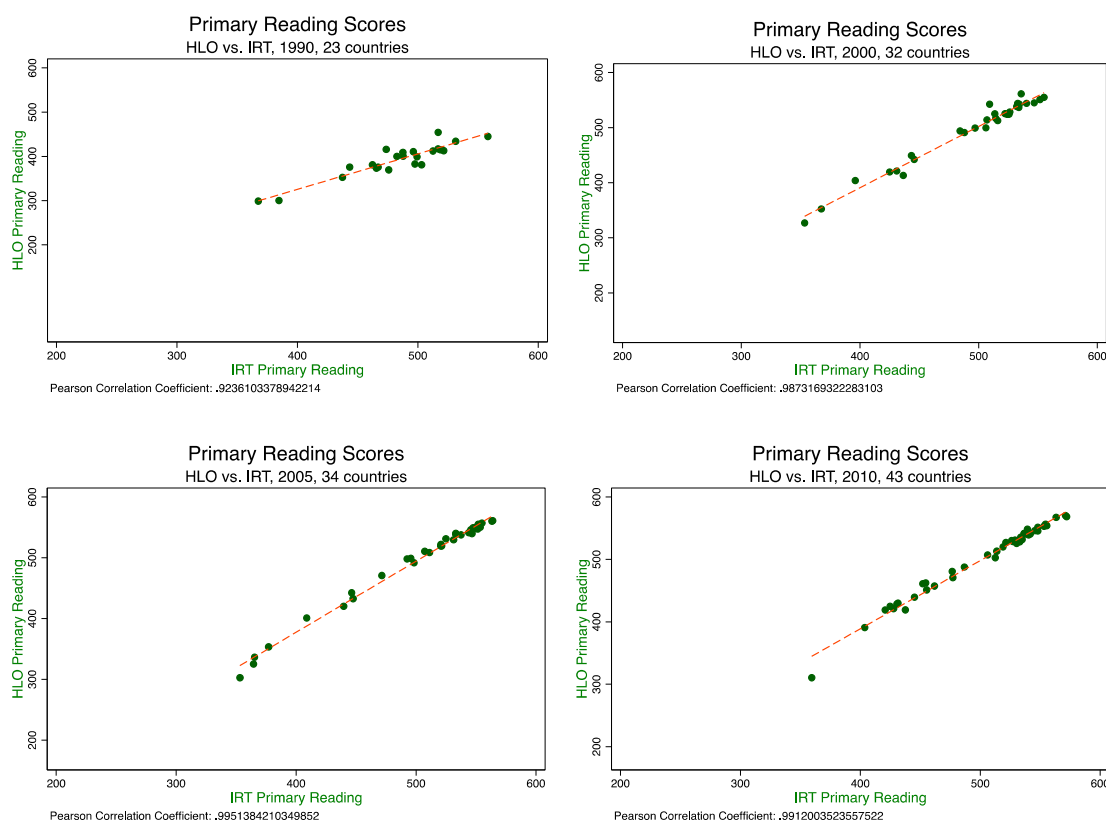 Primary Reading Scores
HLO vs. IRT, 1990, 23 countries
600
500
400
300
200
HLO Primary Reading
200 300 400 500 600
IRT Primary Reading
Pearson Correlation Coefficient: .9236103378942214
Primary Reading Scores
HLO vs. IRT, 2000, 32 countries
600
500
400
300
200
HLO Primary Reading
200 300 400 500 600
IRT Primary Reading
Pearson Correlation Coefficient: .9873169322283103
Primary Reading Scores
HLO vs. IRT, 2005, 34 countries
600
500
400
300
200
HLO Primary Reading
200 300 400 500 600
IRT Primary Reading
Pearson Correlation Coefficient: .9951384210349852
Primary Reading Scores
HLO vs. IRT, 2010, 43 countries
600
500
400
300
200
HLO Primary Reading
200 300 400 500 600
IRT Primary Reading
Pearson Correlation Coefficient: .9912003523557522